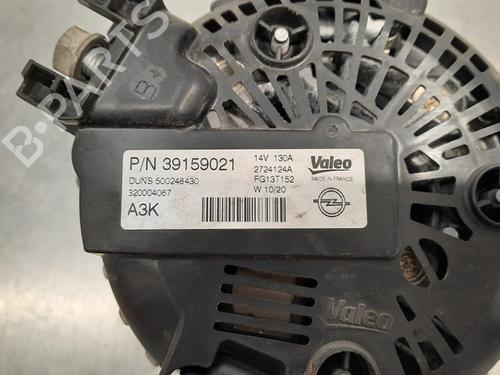 B-PARTS
P/N 39159021
DUNS 500248430
320004067
A3K
14V 130A
2724124A
FG13T152
W 10/20
Valeo
MADE IN FRANCE
Valeo